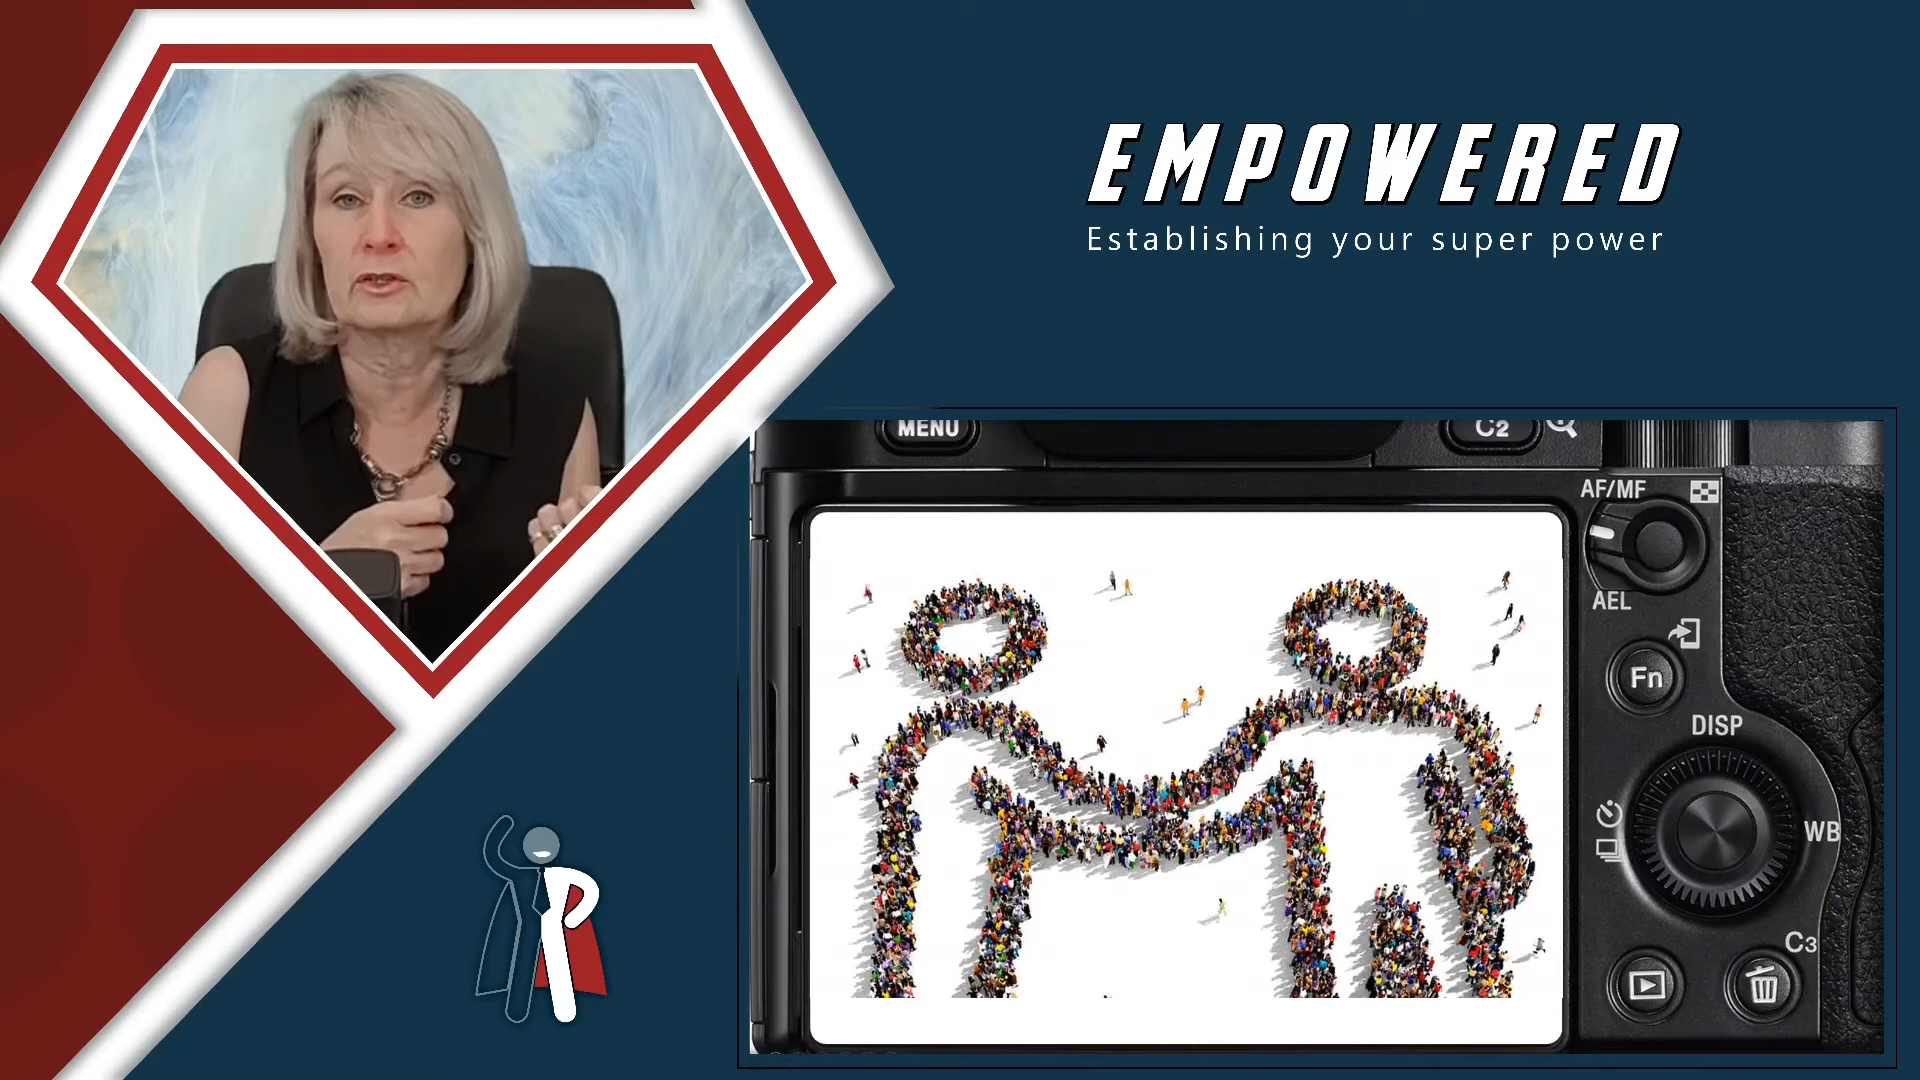 EMPOWERED
Establishing your super power
MENU
C2
AF/MF
AEL
Fn
DISP
WB
C3